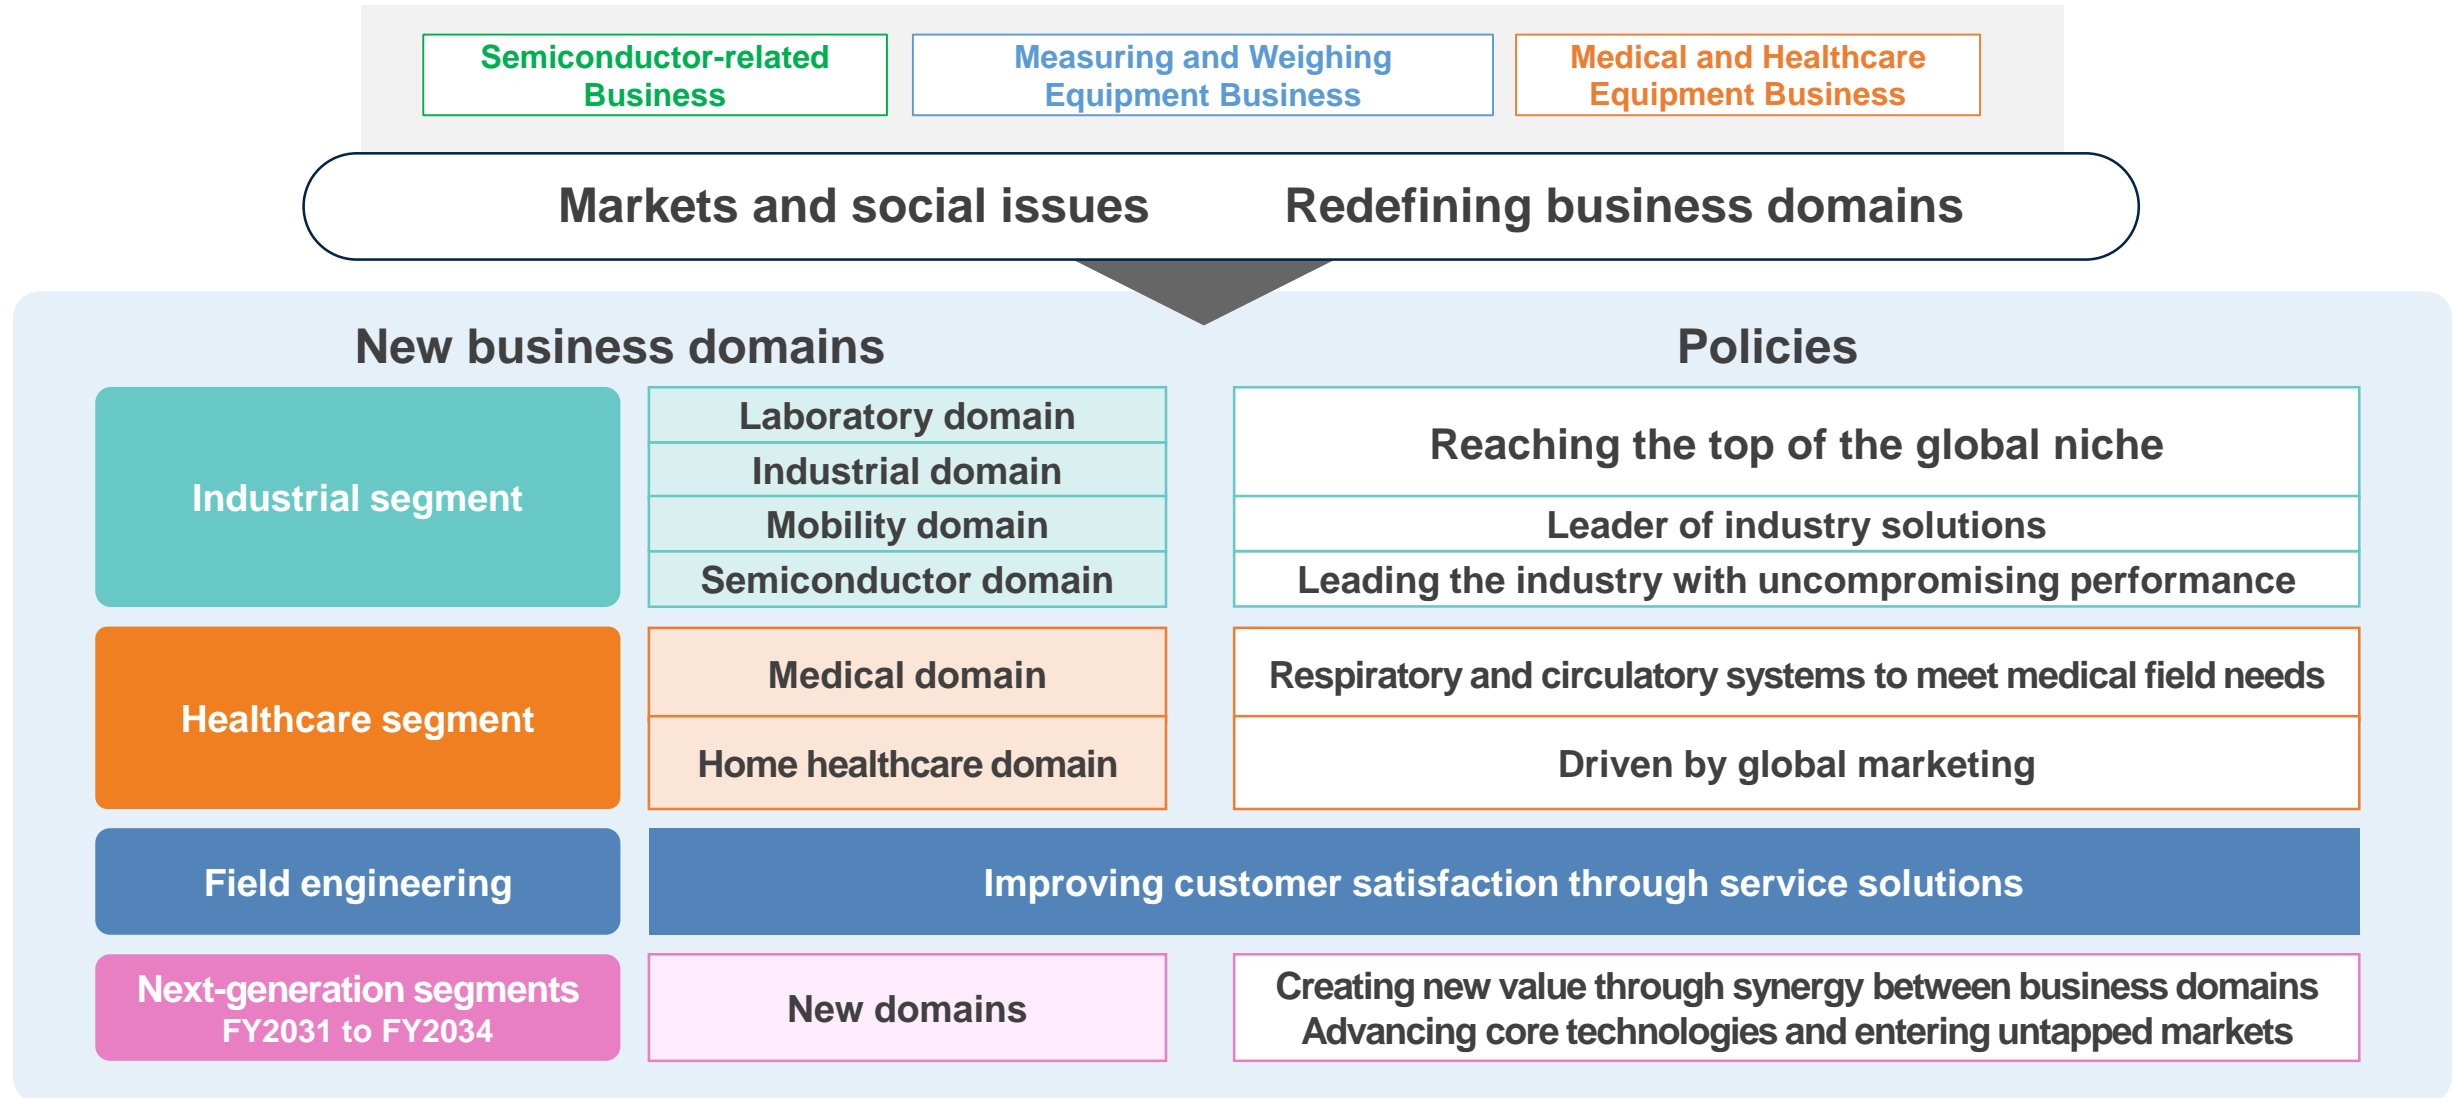 Semiconductor-related
Business
Measuring and Weighing
Equipment Business
Medical and Healthcare
Equipment Business
Markets and social issues
Redefining business domains
New business domains
Policies
Industrial segment
Laboratory domain
Industrial domain
Reaching the top of the global niche
Mobility domain
Leader of industry solutions
Semiconductor domain
Leading the industry with uncompromising performance
Healthcare segment
Medical domain
Respiratory and circulatory systems to meet medical field needs
Home healthcare domain
Driven by global marketing
Field engineering
Improving customer satisfaction through service solutions
Next-generation segments
FY2031 to FY2034
New domains
Creating new value through synergy between business domains
Advancing core technologies and entering untapped markets